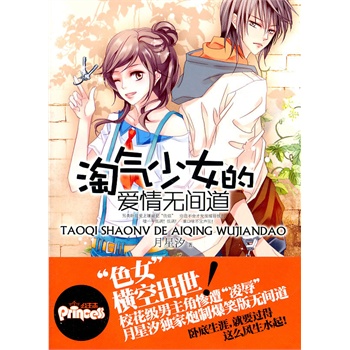 淘气少女的
爱情无间道
TAOQI SHAONV DE AIQING WUJIANDAO
月星汐 著
“色女”
横空出世！
校花级男主角惨遭“凌辱”
月星汐独家炮制爆笑版无间道
卧底生涯，就要过得
这么风生水起！
Princess